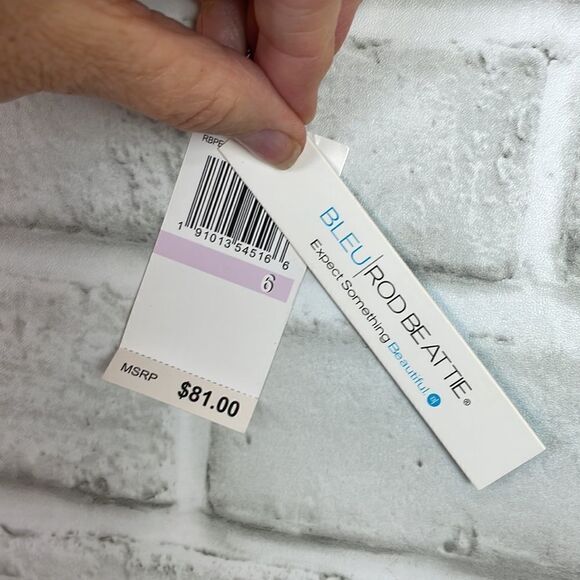 RBPE
1 91013 54516 6
6
MSRP $81.00
BLEU|ROD BEATTIE®
Expect Something Beautiful